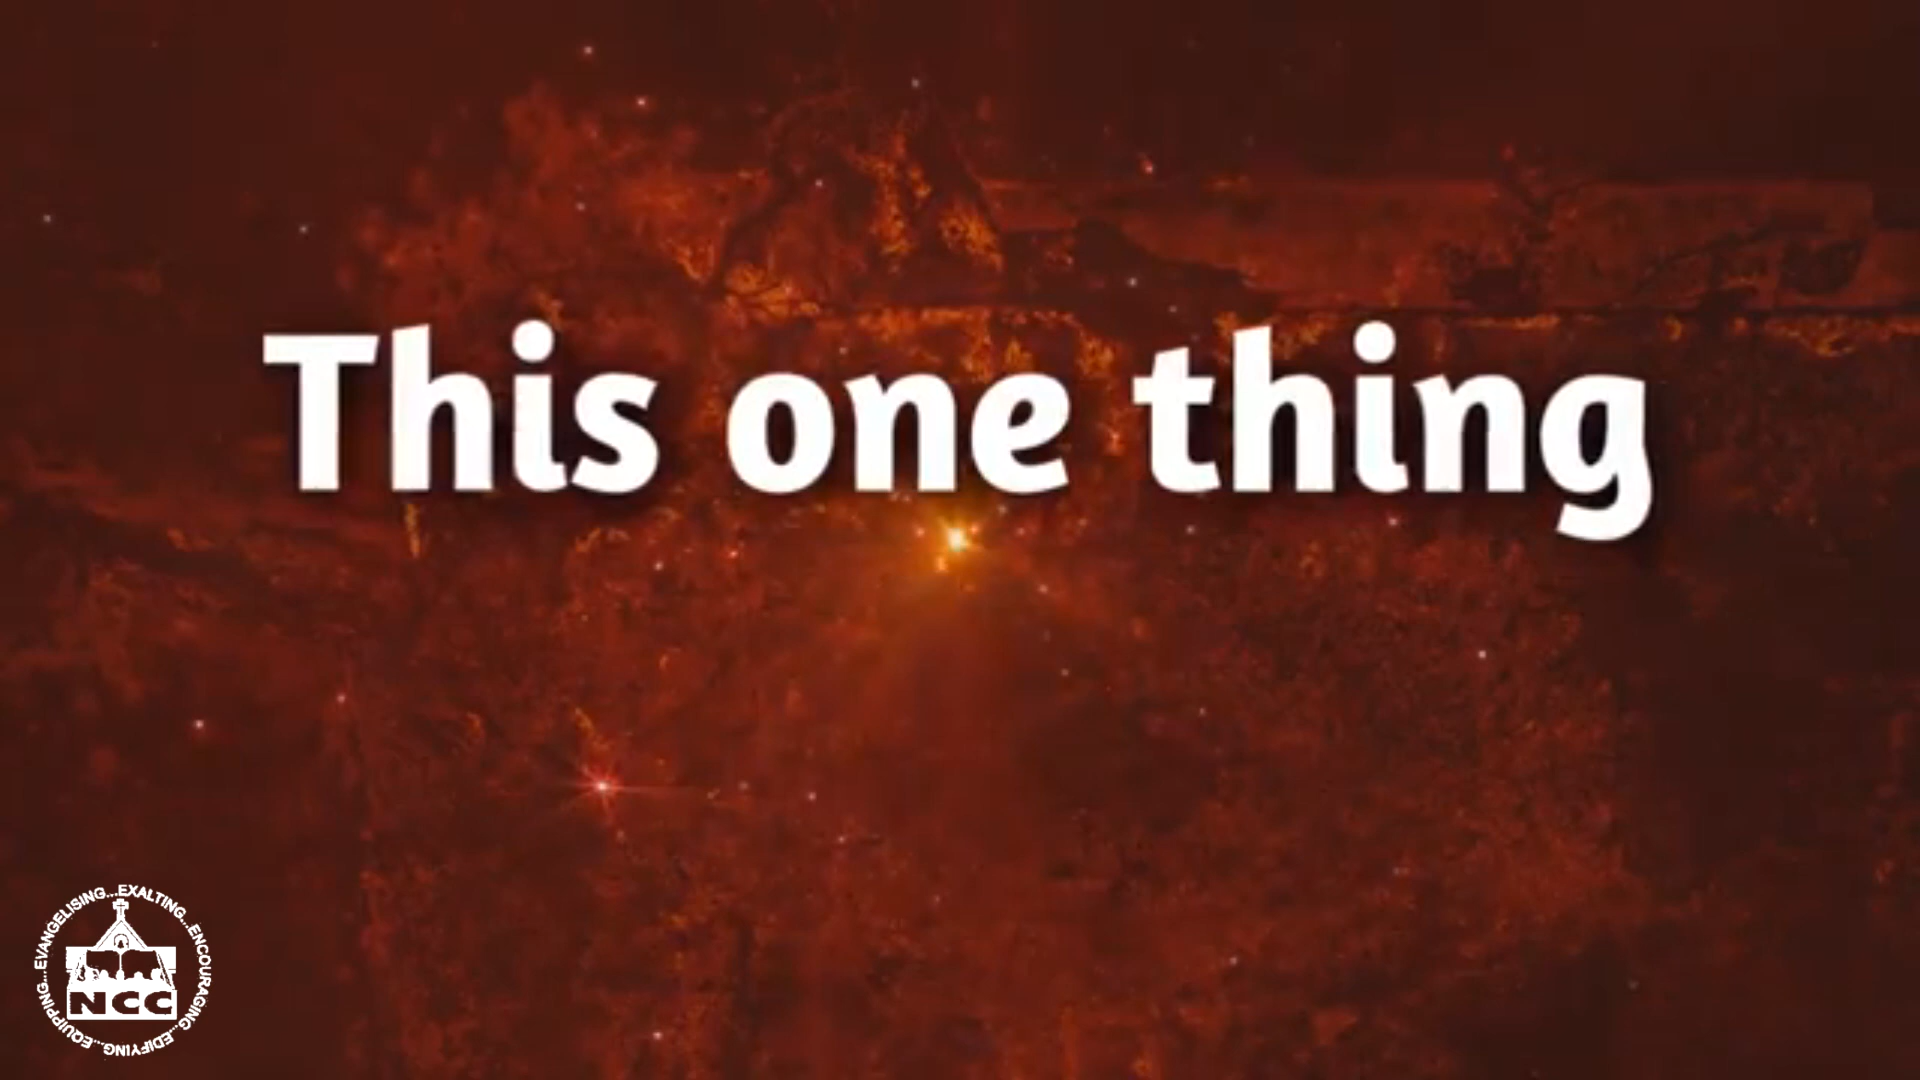 This one thing
EVANGELISING...EXALTING...ENCOURAGING...EDIFYING...EQUIPPING...
NCC